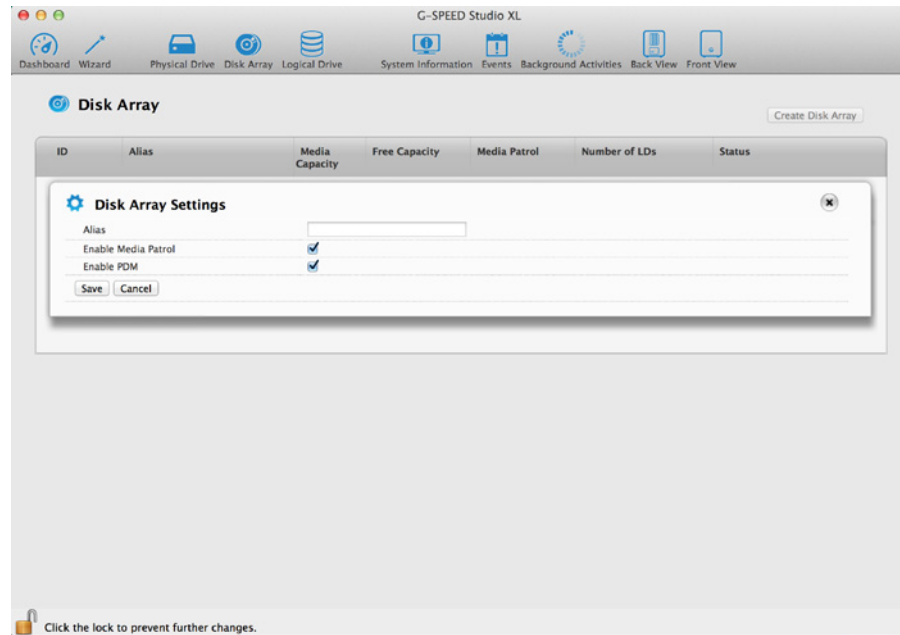 G-SPEED Studio XL
Dashboard Wizard Physical Drive Disk Array Logical Drive System Information Events Background Activities Back View Front View
Disk Array
Create Disk Array
ID Alias Media Capacity Free Capacity Media Patrol Number of LDs Status
Disk Array Settings
Alias
Enable Media Patrol
Enable PDM
Save Cancel
Click the lock to prevent further changes.